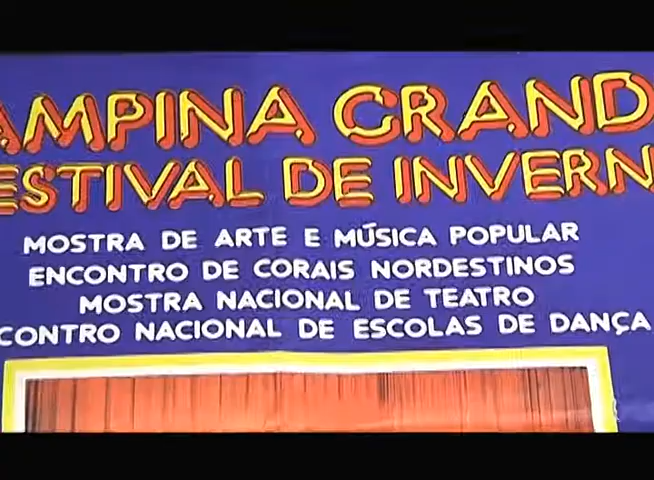 AMPINA GRAND
ESTIVAL DE INVERN
MOSTRA DE ARTE E MÚSICA POPULAR
ENCONTRO DE CORAIS NORDESTINOS
MOSTRA NACIONAL DE TEATRO
CONTRO NACIONAL DE ESCOLAS DE DANÇA